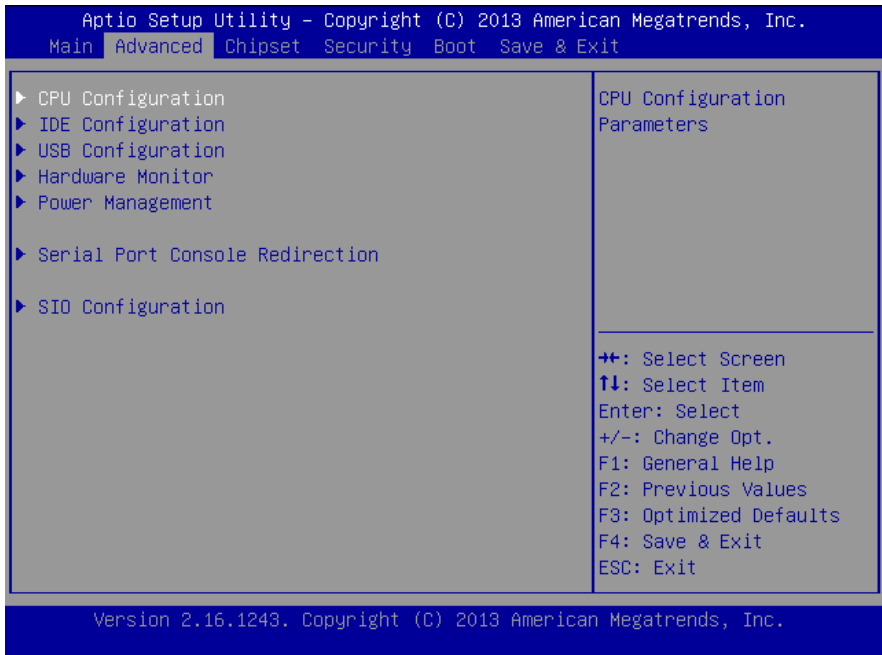 Aptio Setup Utility – Copyright (C) 2013 American Megatrends, Inc.
Main Advanced Chipset Security Boot Save & Exit
CPU Configuration
IDE Configuration
USB Configuration
Hardware Monitor
Power Management
Serial Port Console Redirection
SIO Configuration
CPU Configuration
Parameters
→←: Select Screen
↑↓: Select Item
Enter: Select
+/-: Change Opt.
F1: General Help
F2: Previous Values
F3: Optimized Defaults
F4: Save & Exit
ESC: Exit
Version 2.16.1243. Copyright (C) 2013 American Megatrends, Inc.